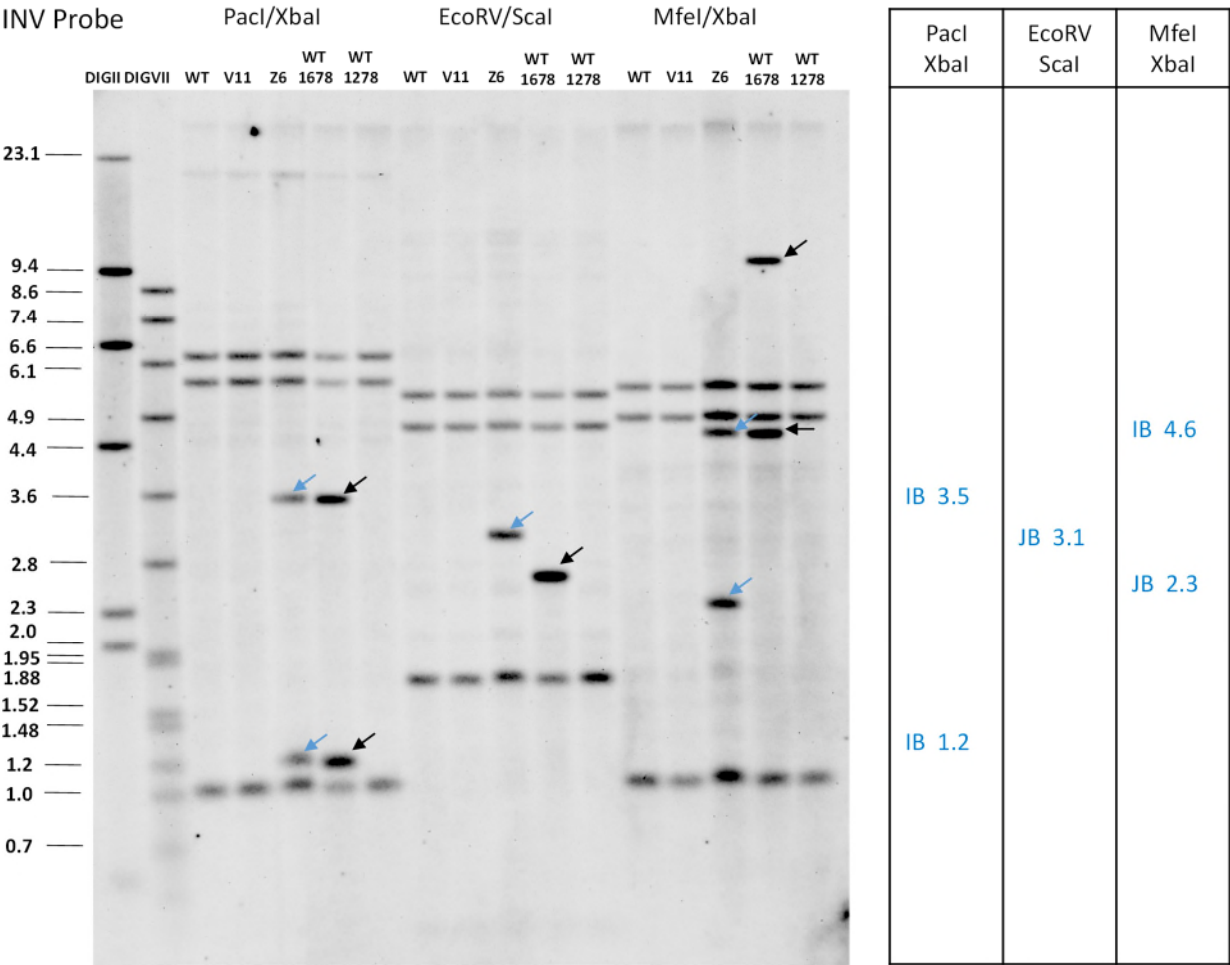 INV Probe
PacI/XbaI
EcoRV/ScaI
MfeI/XbaI
DIGII DIGVII WT V11 Z6 WT 1678 WT 1278 WT V11 Z6 WT 1678 WT 1278 WT V11 Z6 WT 1678 WT 1278
23.1
9.4
8.6
7.4
6.6
6.1
4.9
4.4
3.6
2.8
2.3
2.0
1.95
1.88
1.52
1.48
1.2
1.0
0.7
PacI EcoRV MfeI
XbaI ScaI XbaI
IB 4.6
IB 3.5
JB 3.1
JB 2.3
IB 1.2